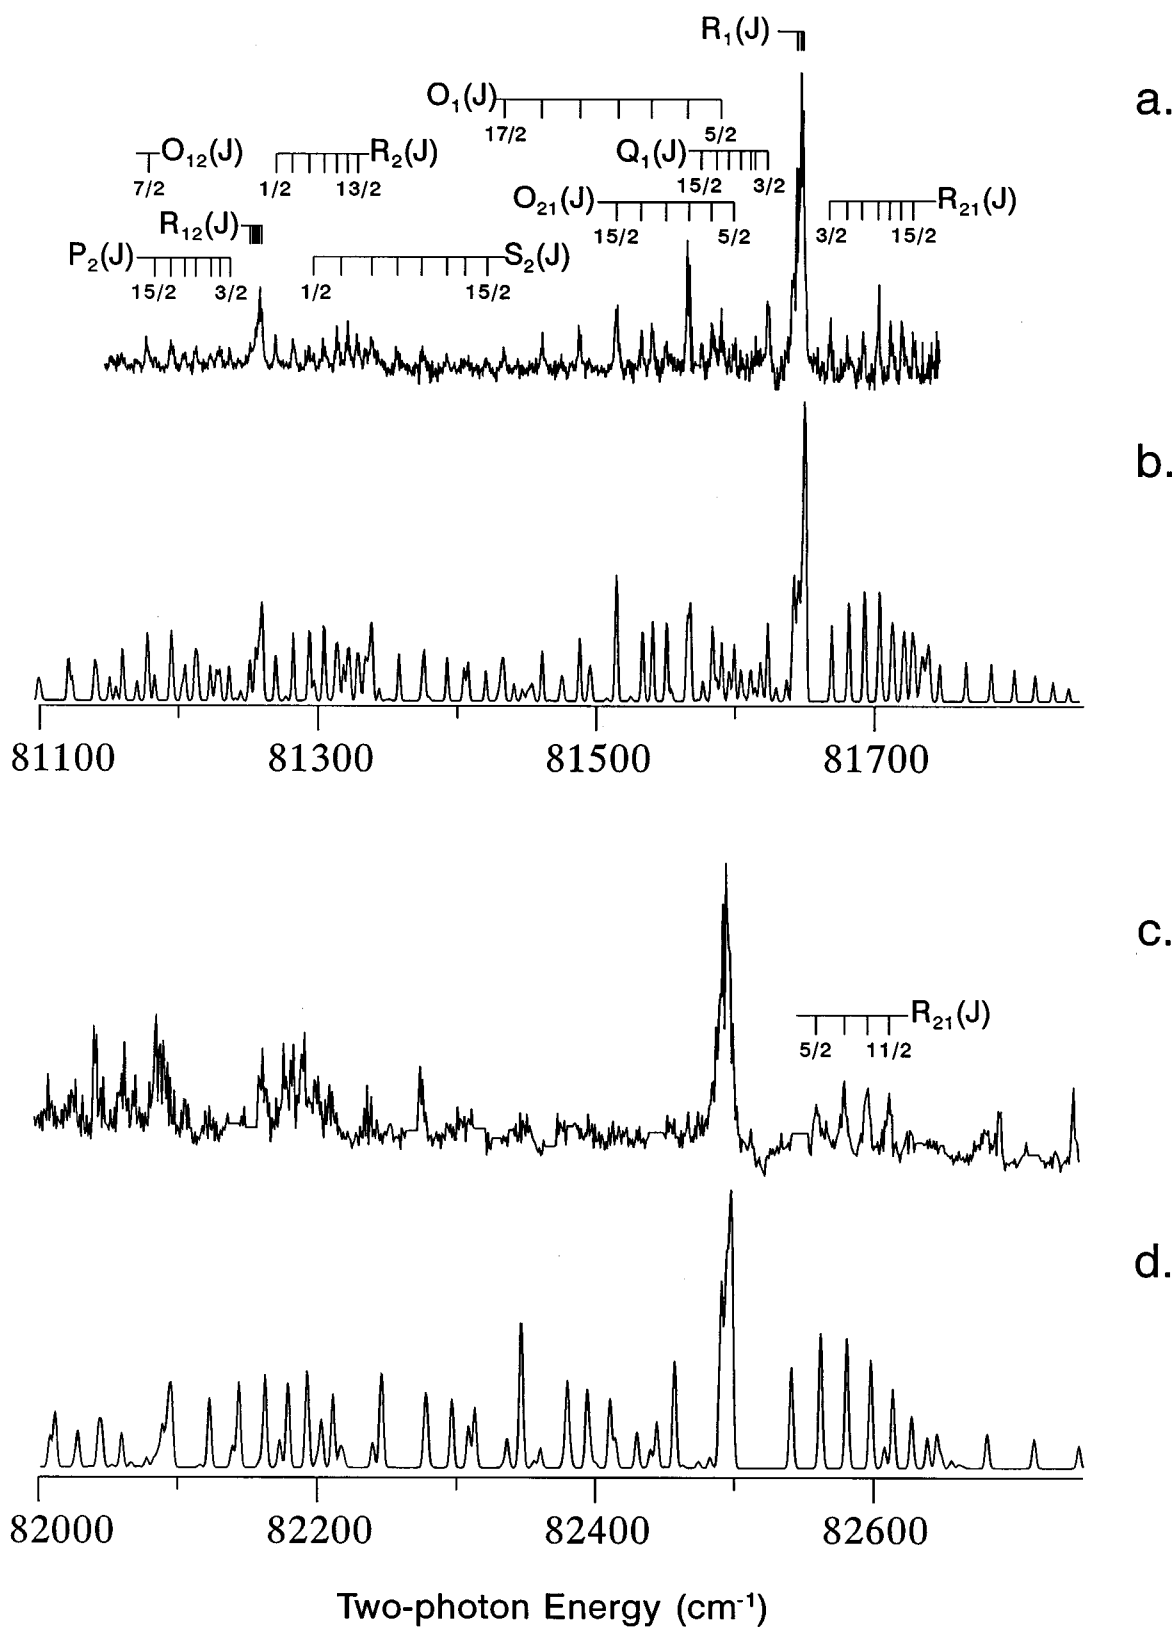 R₁(J)
a.
O₁(J)
17/2 5/2
O₁₂(J) R₂(J) Q₁(J)
7/2 1/2 13/2 15/2 3/2
R₁₂(J) O₂₁(J) R₂₁(J)
15/2 5/2 3/2 15/2
P₂(J) S₂(J)
15/2 3/2 1/2 15/2
b.
81100 81300 81500 81700
c.
R₂₁(J)
5/2 11/2
d.
82000 82200 82400 82600
Two-photon Energy (cm⁻¹)